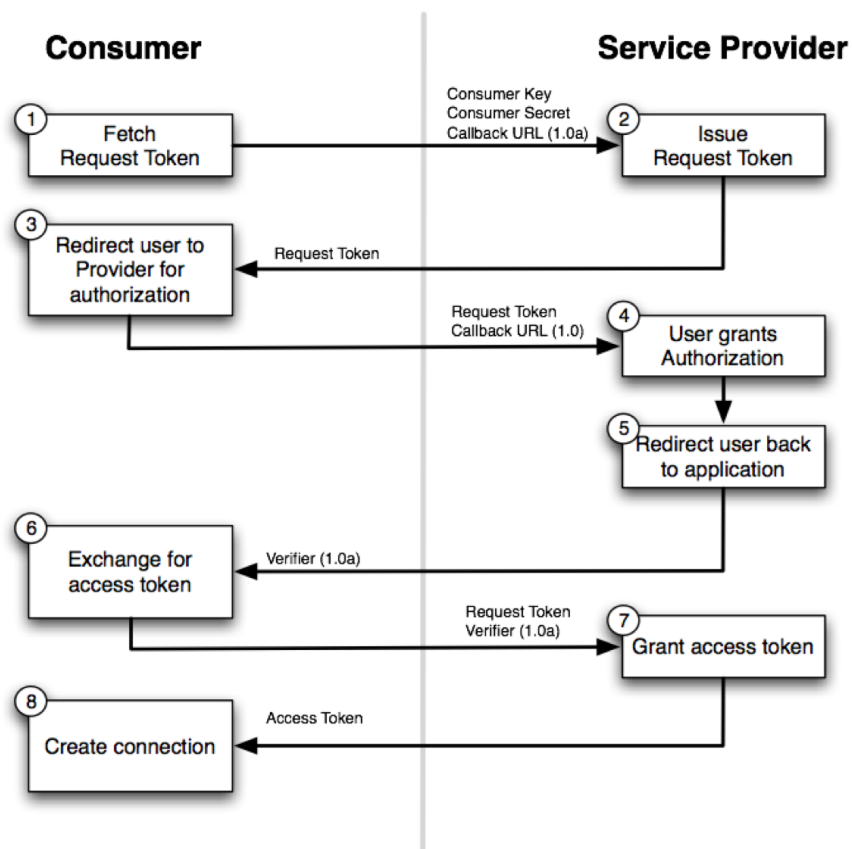 Consumer
Service Provider
1
Fetch
Request Token
Consumer Key
Consumer Secret
Callback URL (1.0a)
2
Issue
Request Token
3
Redirect user to
Provider for
authorization
Request Token
Request Token
Callback URL (1.0)
4
User grants
Authorization
5
Redirect user back
to application
6
Exchange for
access token
Verifier (1.0a)
Request Token
Verifier (1.0a)
7
Grant access token
8
Create connection
Access Token